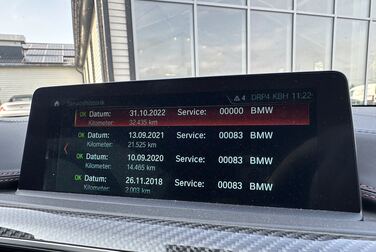 Servicehistorik
4 DRP4 KBH 11:22
OK Datum: 31.10.2022 Service: 00000 BMW
Kilometer: 32.435 km
OK Datum: 13.09.2021 Service: 00083 BMW
Kilometer: 21.525 km
OK Datum: 10.09.2020 Service: 00083 BMW
Kilometer: 14.465 km
OK Datum: 26.11.2018 Service: 00083 BMW
Kilometer: 2.003 km